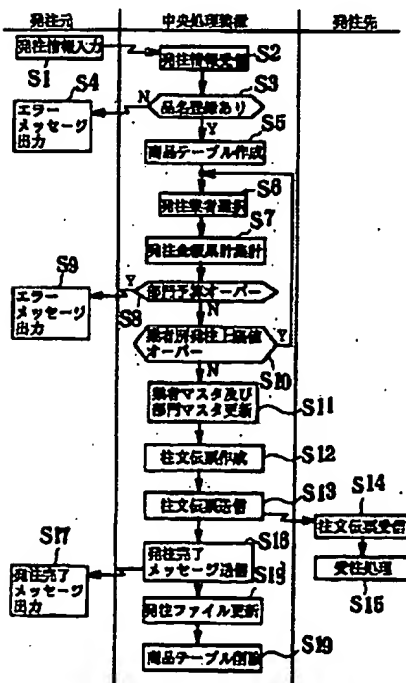 発注元
中央処理装置
発注先
発注情報入力
S1
発注情報受信
S2
S3
品名登録あり
N
Y
S4
エラー
メッセージ
出力
S5
商品テーブル作成
S6
発注業者選択
S7
発注金額累計集計
S9
エラー
メッセージ
出力
Y
S8
部門予算オーバー
N
業者別発注上限値
オーバー
Y
S10
N
業者マスタ及び
部門マスタ更新
S11
注文伝票作成
S12
注文伝票送信
S13
S14
注文伝票受信
受注処理
S15
S16
発注完了
メッセージ送信
S17
発注完了
メッセージ
出力
発注ファイル更新
商品テーブル削除
S19